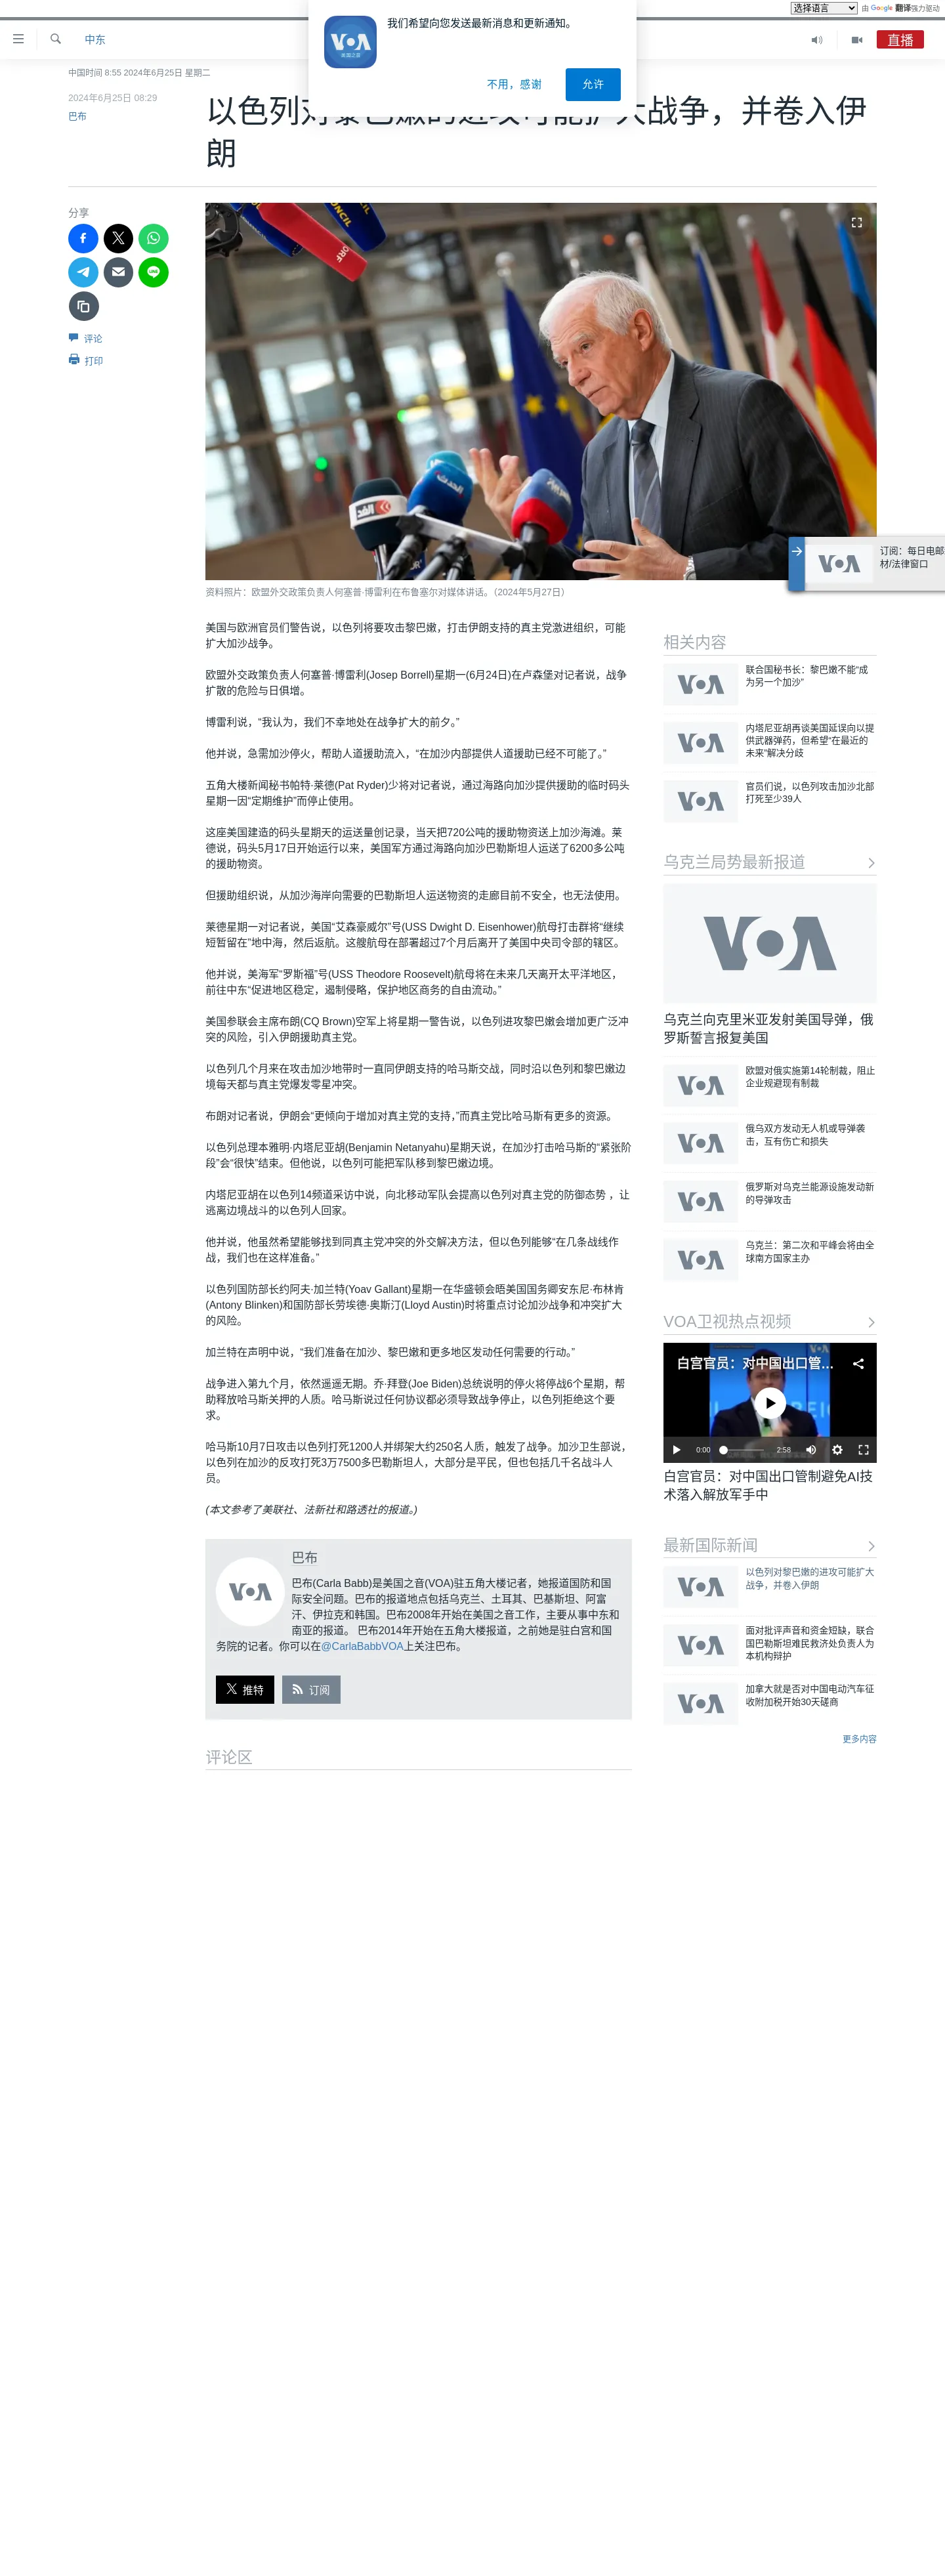 选择语言
由 Google 翻译强力驱动
我们希望向您发送最新消息和更新通知。
VOA
美国之音
不用，感谢
允许
中东
直播
中国时间 8:55 2024年6月25日 星期二
2024年6月25日 08:29
巴布
以色列对黎巴嫩的进攻可能扩大战争，并卷入伊
朗
分享
评论
打印
COUNCIL
ORF
资料照片：欧盟外交政策负责人何塞普·博雷利在布鲁塞尔对媒体讲话。（2024年5月27日）
VOA
订阅：每日电邮
材/法律窗口
美国与欧洲官员们警告说，以色列将要攻击黎巴嫩，打击伊朗支持的真主党激进组织，可能
扩大加沙战争。
欧盟外交政策负责人何塞普·博雷利(Josep Borrell)星期一(6月24日)在卢森堡对记者说，战争
扩散的危险与日俱增。
博雷利说，“我认为，我们不幸地处在战争扩大的前夕。”
他并说，急需加沙停火，帮助人道援助流入，“在加沙内部提供人道援助已经不可能了。”
五角大楼新闻秘书帕特·莱德(Pat Ryder)少将对记者说，通过海路向加沙提供援助的临时码头
星期一因“定期维护”而停止使用。
这座美国建造的码头星期天的运送量创记录，当天把720公吨的援助物资送上加沙海滩。莱
德说，码头5月17日开始运行以来，美国军方通过海路向加沙巴勒斯坦人运送了6200多公吨
的援助物资。
但援助组织说，从加沙海岸向需要的巴勒斯坦人运送物资的走廊目前不安全，也无法使用。
莱德星期一对记者说，美国“艾森豪威尔”号(USS Dwight D. Eisenhower)航母打击群将“继续
短暂留在”地中海，然后返航。这艘航母在部署超过7个月后离开了美国中央司令部的辖区。
他并说，美海军“罗斯福”号(USS Theodore Roosevelt)航母将在未来几天离开太平洋地区，
前往中东“促进地区稳定，遏制侵略，保护地区商务的自由流动。”
美国参联会主席布朗(CQ Brown)空军上将星期一警告说，以色列进攻黎巴嫩会增加更广泛冲
突的风险，引入伊朗援助真主党。
以色列几个月来在攻击加沙地带时一直同伊朗支持的哈马斯交战，同时沿以色列和黎巴嫩边
境每天都与真主党爆发零星冲突。
布朗对记者说，伊朗会“更倾向于增加对真主党的支持，”而真主党比哈马斯有更多的资源。
以色列总理本雅明·内塔尼亚胡(Benjamin Netanyahu)星期天说，在加沙打击哈马斯的“紧张阶
段”会“很快”结束。但他说，以色列可能把军队移到黎巴嫩边境。
内塔尼亚胡在以色列14频道采访中说，向北移动军队会提高以色列对真主党的防御态势 ，让
逃离边境战斗的以色列人回家。
他并说，他虽然希望能够找到同真主党冲突的外交解决方法，但以色列能够“在几条战线作
战，我们也在这样准备。”
以色列国防部长约阿夫·加兰特(Yoav Gallant)星期一在华盛顿会晤美国国务卿安东尼·布林肯
(Antony Blinken)和国防部长劳埃德·奥斯汀(Lloyd Austin)时将重点讨论加沙战争和冲突扩大
的风险。
加兰特在声明中说，“我们准备在加沙、黎巴嫩和更多地区发动任何需要的行动。”
战争进入第九个月，依然遥遥无期。乔·拜登(Joe Biden)总统说明的停火将停战6个星期，帮
助释放哈马斯关押的人质。哈马斯说过任何协议都必须导致战争停止，以色列拒绝这个要
求。
哈马斯10月7日攻击以色列打死1200人并绑架大约250名人质，触发了战争。加沙卫生部说，
以色列在加沙的反攻打死3万7500多巴勒斯坦人，大部分是平民，但也包括几千名战斗人
员。
(本文参考了美联社、法新社和路透社的报道。)
VOA
巴布
巴布(Carla Babb)是美国之音(VOA)驻五角大楼记者，她报道国防和国
际安全问题。巴布的报道地点包括乌克兰、土耳其、巴基斯坦、阿富
汗、伊拉克和韩国。巴布2008年开始在美国之音工作，主要从事中东和
南亚的报道。 巴布2014年开始在五角大楼报道，之前她是驻白宫和国
务院的记者。你可以在@CarlaBabbVOA上关注巴布。
推特
订阅
评论区
相关内容
VOA
联合国秘书长：黎巴嫩不能“成
为另一个加沙”
VOA
内塔尼亚胡再谈美国延误向以提
供武器弹药，但希望“在最近的
未来”解决分歧
VOA
官员们说，以色列攻击加沙北部
打死至少39人
乌克兰局势最新报道
VOA
乌克兰向克里米亚发射美国导弹，俄
罗斯誓言报复美国
VOA
欧盟对俄实施第14轮制裁，阻止
企业规避现有制裁
VOA
俄乌双方发动无人机或导弹袭
击，互有伤亡和损失
VOA
俄罗斯对乌克兰能源设施发动新
的导弹攻击
VOA
乌克兰：第二次和平峰会将由全
球南方国家主办
VOA卫视热点视频
白宫官员：对中国出口管...
0:00
2:58
白宫官员：对中国出口管制避免AI技
术落入解放军手中
最新国际新闻
VOA
以色列对黎巴嫩的进攻可能扩大
战争，并卷入伊朗
VOA
面对批评声音和资金短缺，联合
国巴勒斯坦难民救济处负责人为
本机构辩护
VOA
加拿大就是否对中国电动汽车征
收附加税开始30天磋商
更多内容